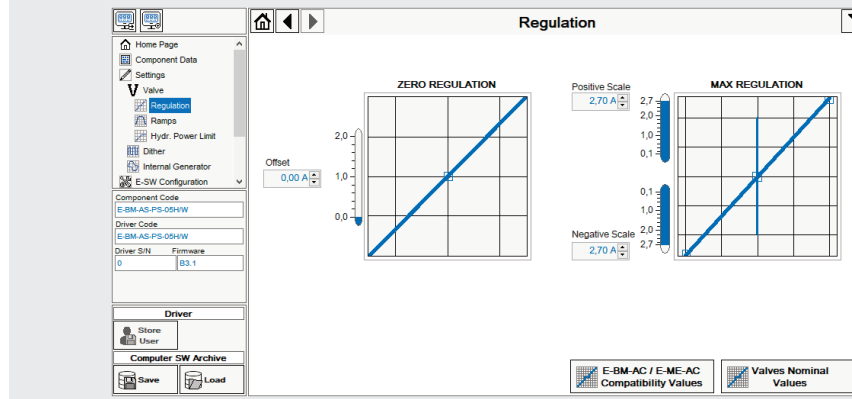 Regulation
Home Page
Component Data
Settings
Valve
Regulation
Ramps
Hydr. Power Limit
Dither
Internal Generator
E-SW Configuration
Component Code
E-BM-AS-PS-05H/W
Driver Code
E-BM-AS-PS-05H/W
Driver S/N Firmware
0 B3.1
Driver
Store
User
Computer SW Archive
Save Load
ZERO REGULATION
Offset
0,00 A
2,0
1,0
0,0
MAX REGULATION
Positive Scale
2,70 A
2,7
2,0
1,0
0,1
0,1
1,0
2,0
2,7
Negative Scale
2,70 A
E-BM-AC / E-ME-AC
Compatibility Values
Valves Nominal
Values